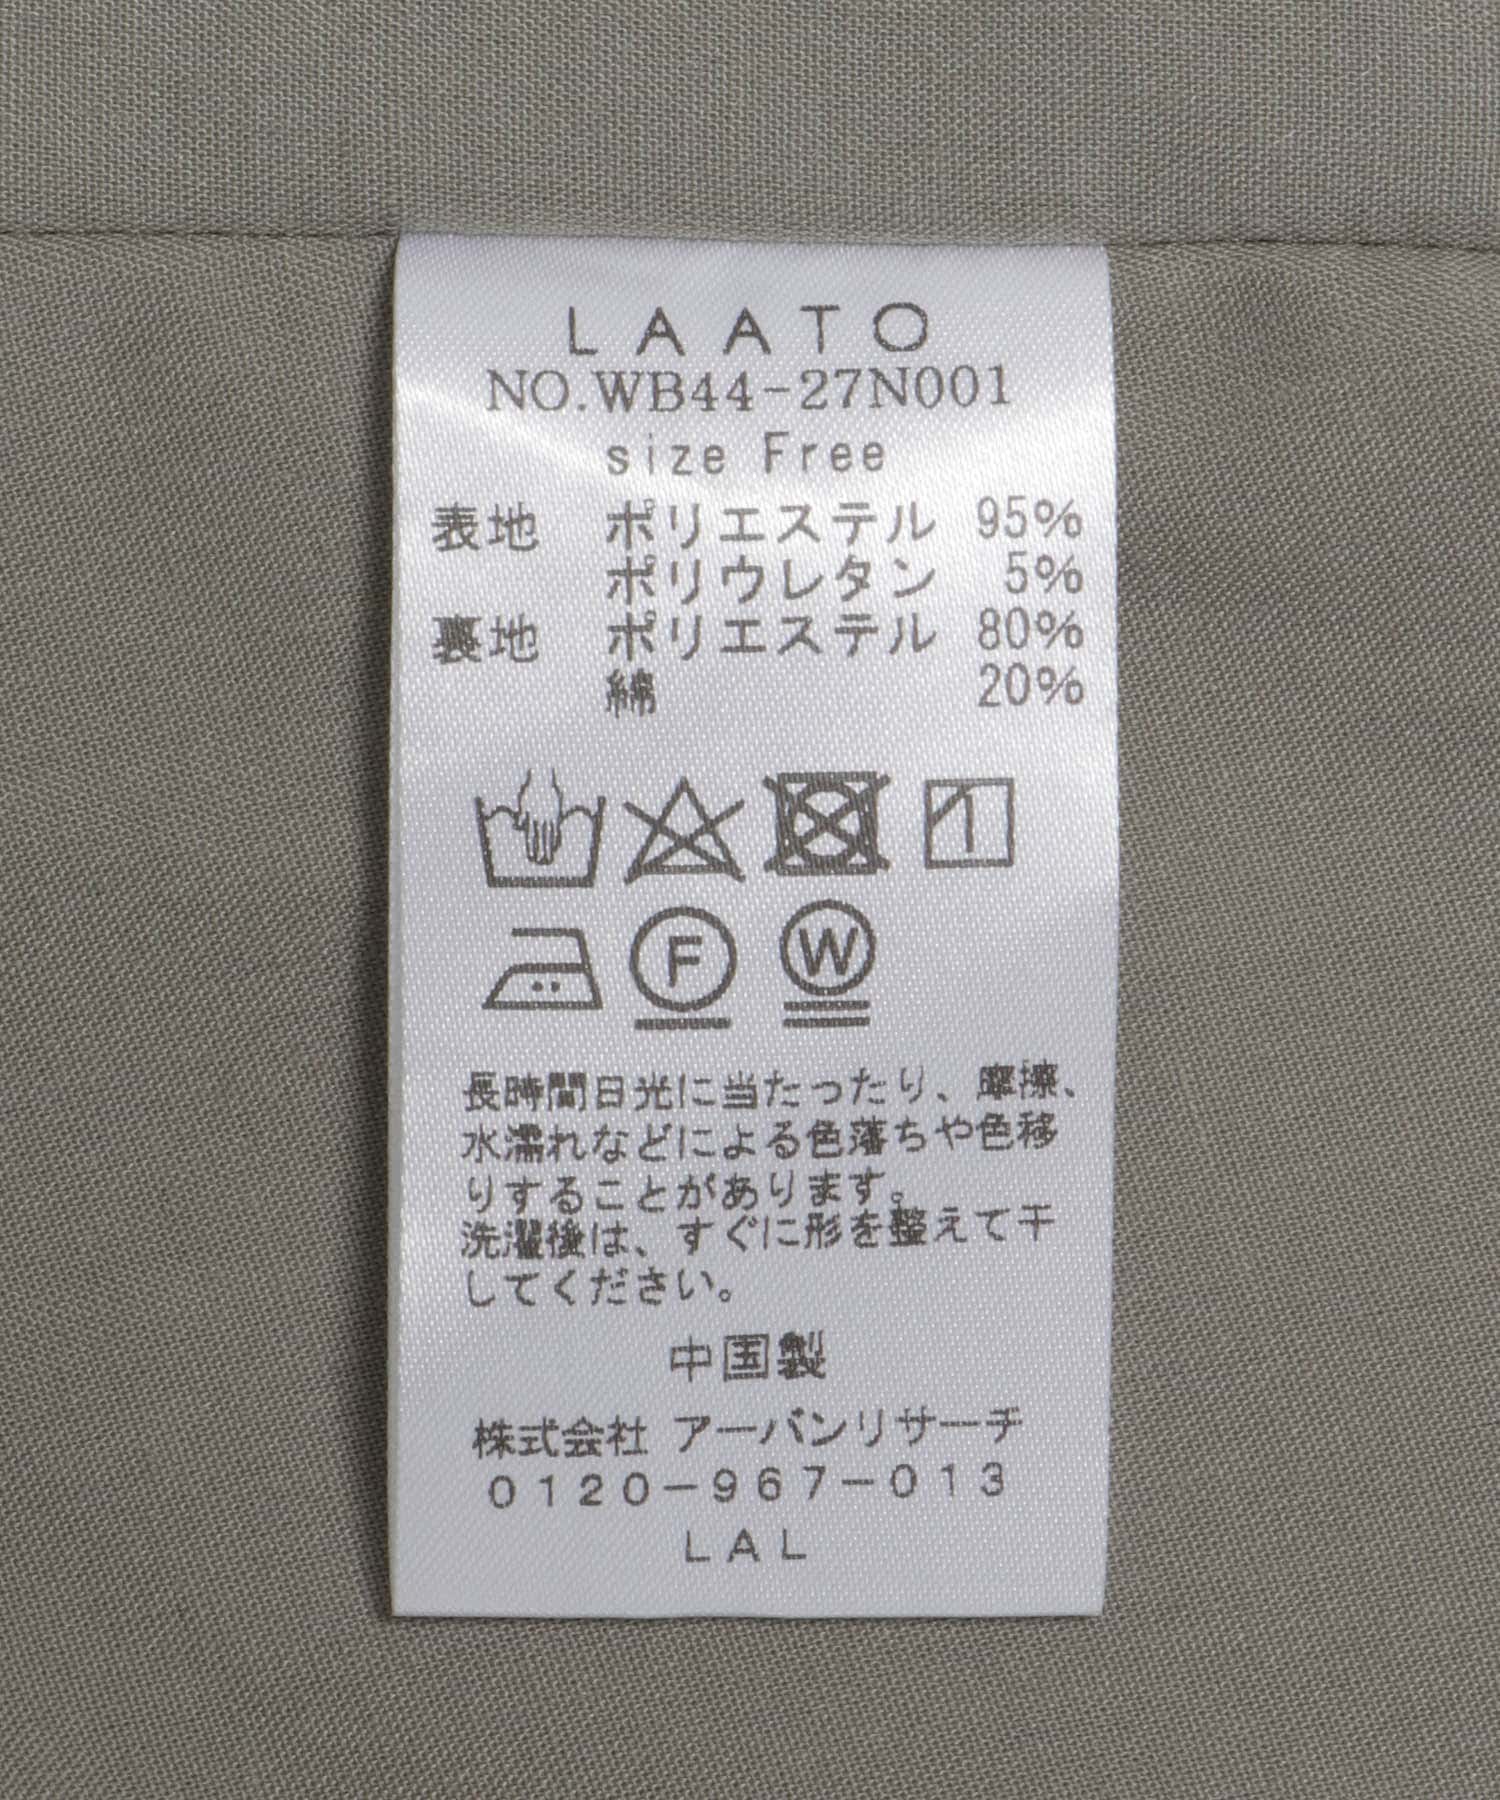 LAATO
NO.WB44-27N001
size Free
表地 ポリエステル 95%
ポリウレタン 5%
裏地 ポリエステル 80%
綿 20%
F W
長時間日光に当たったり、摩擦、
水濡れなどによる色落ちや色移
りすることがあります。
洗濯後は、すぐに形を整えて干
してください。
中国製
株式会社 アーバンリサーチ
0120-967-013
LAL